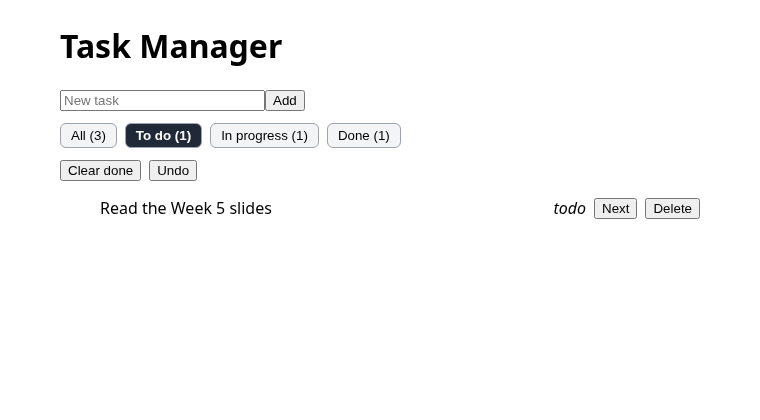 Task Manager
New task Add
All (3) To do (1) In progress (1) Done (1)
Clear done Undo
Read the Week 5 slides todo Next Delete